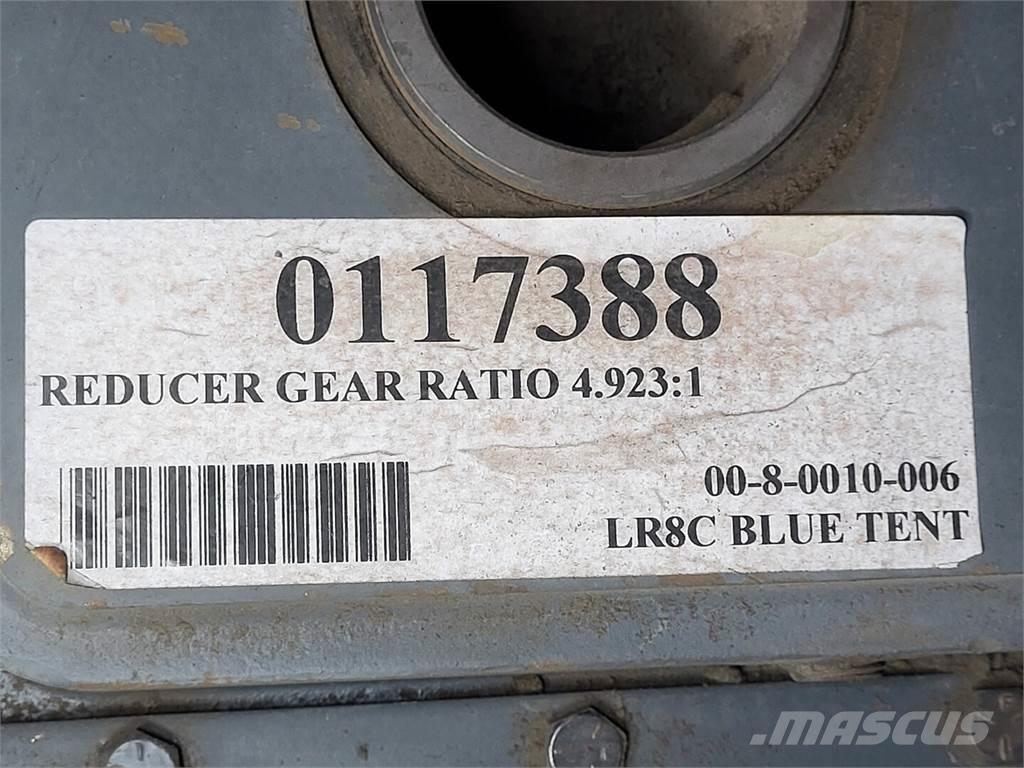 0117388
REDUCER GEAR RATIO 4.923:1
00-8-0010-006
LR8C BLUE TENT
MASCUS